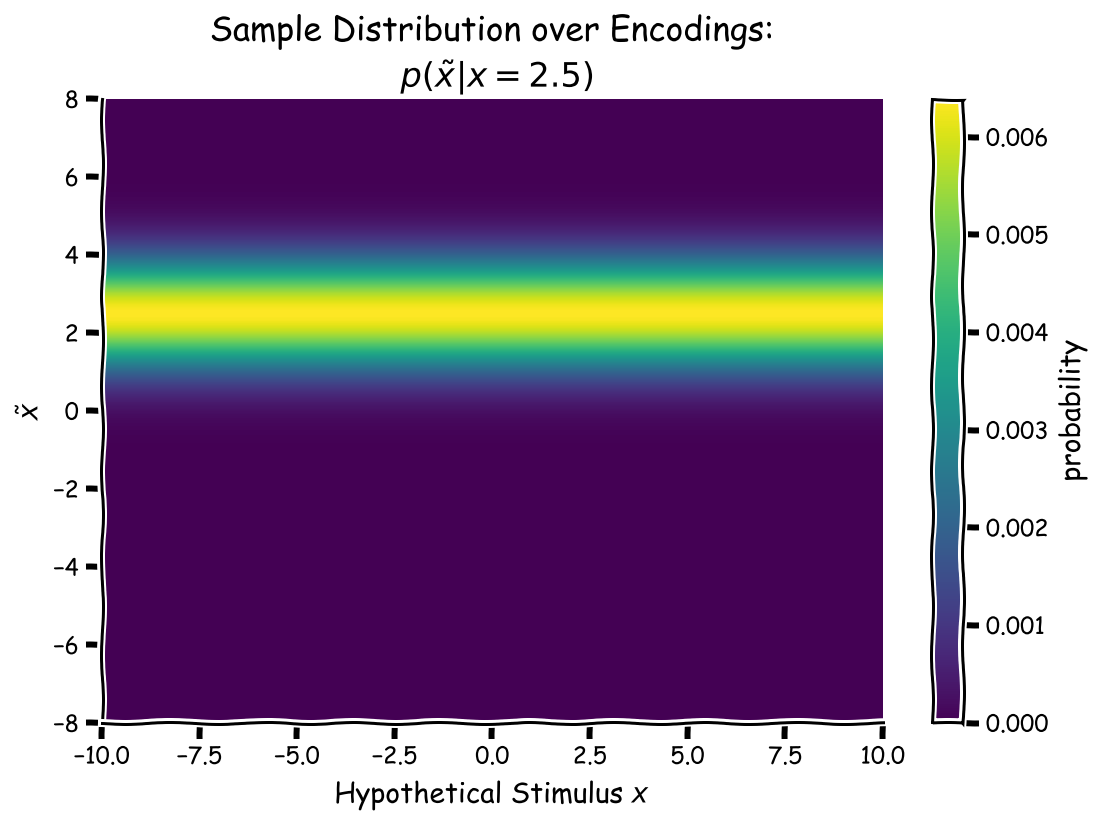 Sample Distribution over Encodings:
p(x̃|x = 2.5)
8
6
4
2
0
−2
−4
−6
−8
x̃
−10.0 −7.5 −5.0 −2.5 0.0 2.5 5.0 7.5 10.0
Hypothetical Stimulus x
0.006
0.005
0.004
0.003
0.002
0.001
0.000
probability